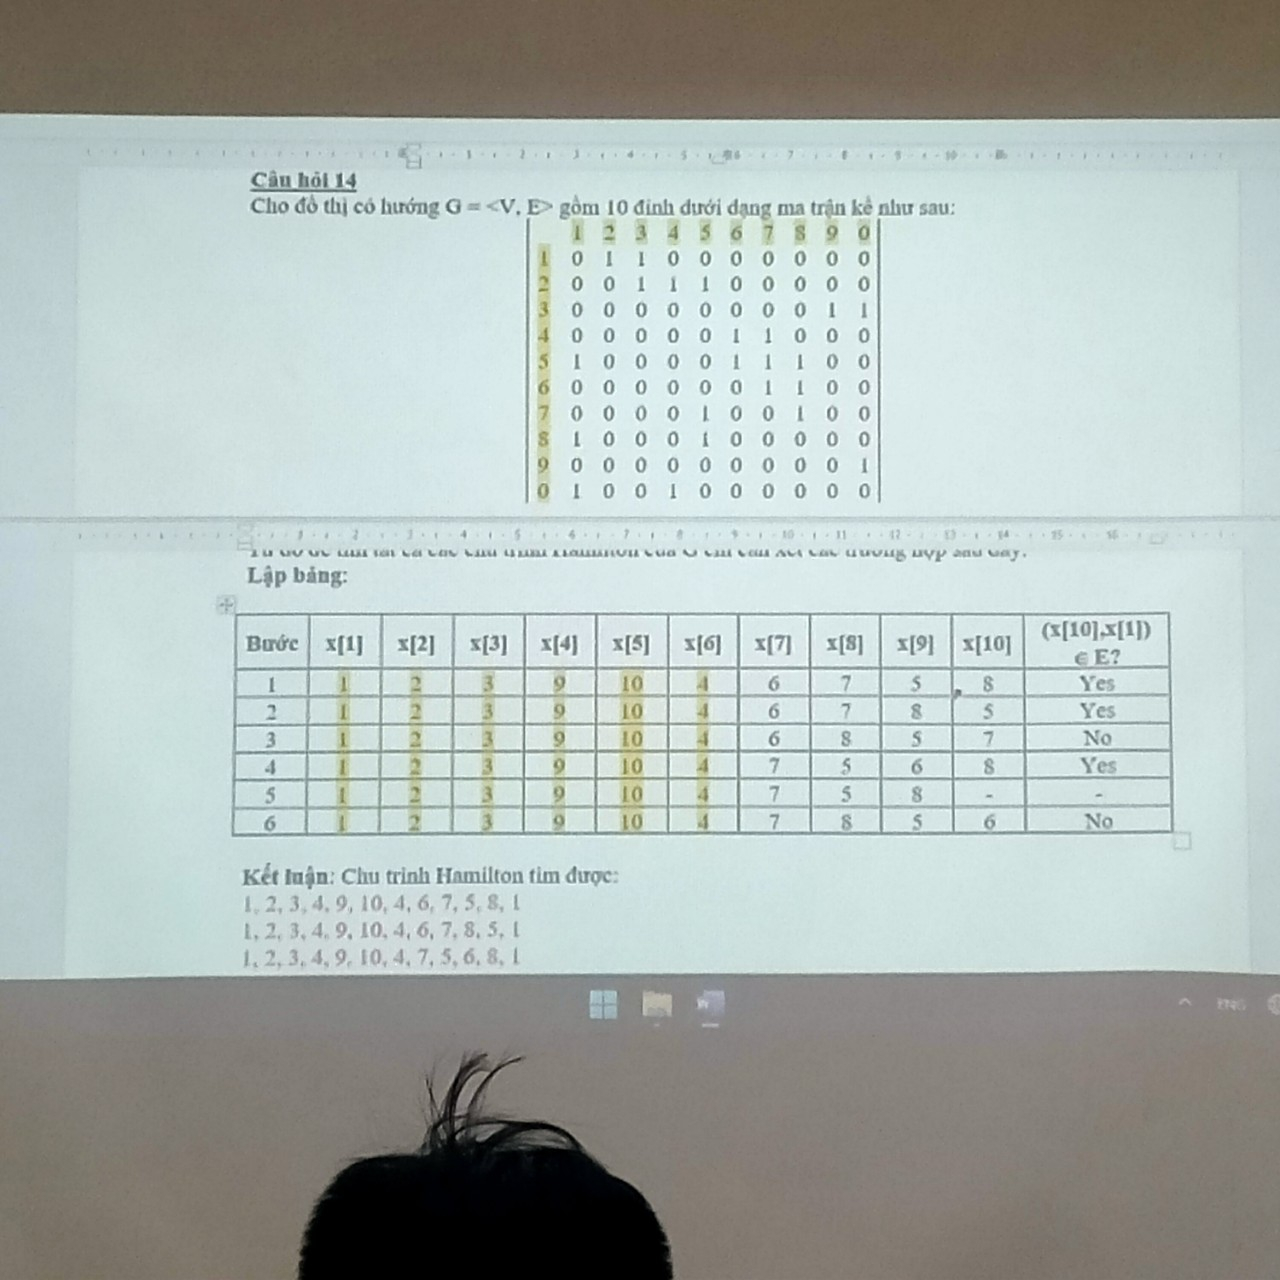 Câu hỏi 14
Cho đồ thị có hướng G = <V, E> gồm 10 đỉnh dưới dạng ma trận kề như sau:
1 2 3 4 5 6 7 8 9 0
1 0 1 1 0 0 0 0 0 0 0
2 0 0 1 1 1 0 0 0 0 0
3 0 0 0 0 0 0 0 0 1 1
4 0 0 0 0 0 1 1 0 0 0
5 1 0 0 0 0 1 1 1 0 0
6 0 0 0 0 0 0 1 1 0 0
7 0 0 0 0 1 0 0 1 0 0
8 1 0 0 0 1 0 0 0 0 0
9 0 0 0 0 0 0 0 0 0 1
0 1 0 0 1 0 0 0 0 0 0
Lập bảng:
Bước x[1] x[2] x[3] x[4] x[5] x[6] x[7] x[8] x[9] x[10] (x[10],x[1]) ∈ E?
1 1 2 3 9 10 4 6 7 5 8 Yes
2 1 2 3 9 10 4 6 7 8 5 Yes
3 1 2 3 9 10 4 6 8 5 7 No
4 1 2 3 9 10 4 7 5 6 8 Yes
5 1 2 3 9 10 4 7 5 8 - -
6 1 2 3 9 10 4 7 8 5 6 No
Kết luận: Chu trình Hamilton tìm được:
1, 2, 3, 4, 9, 10, 4, 6, 7, 5, 8, 1
1, 2, 3, 4, 9, 10, 4, 6, 7, 8, 5, 1
1, 2, 3, 4, 9, 10, 4, 7, 5, 6, 8, 1
ENG